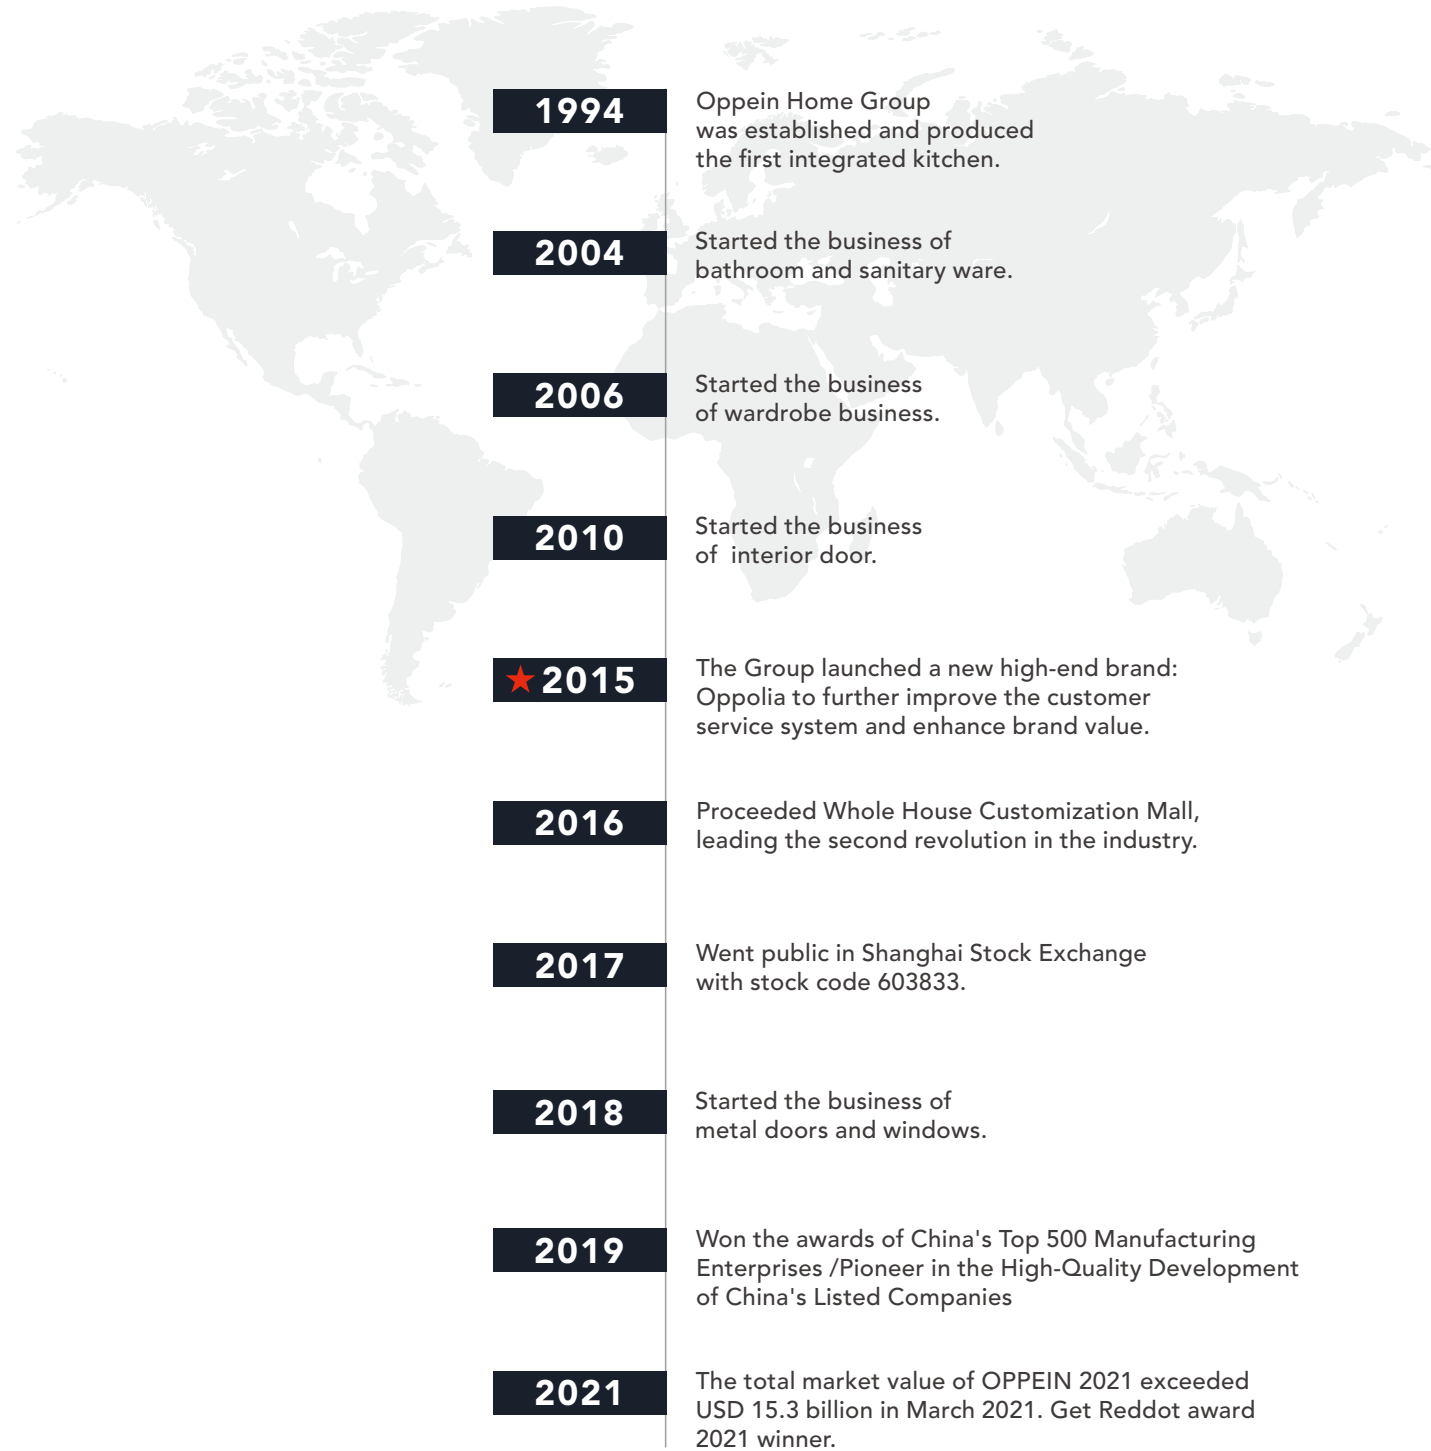 1994
Oppein Home Group
was established and produced
the first integrated kitchen.
2004
Started the business of
bathroom and sanitary ware.
2006
Started the business
of wardrobe business.
2010
Started the business
of  interior door.
★2015
The Group launched a new high-end brand:
Oppolia to further improve the customer
service system and enhance brand value.
2016
Proceeded Whole House Customization Mall,
leading the second revolution in the industry.
2017
Went public in Shanghai Stock Exchange
with stock code 603833.
2018
Started the business of
metal doors and windows.
2019
Won the awards of China's Top 500 Manufacturing
Enterprises /Pioneer in the High-Quality Development
of China's Listed Companies
2021
The total market value of OPPEIN 2021 exceeded
USD 15.3 billion in March 2021. Get Reddot award
2021 winner.